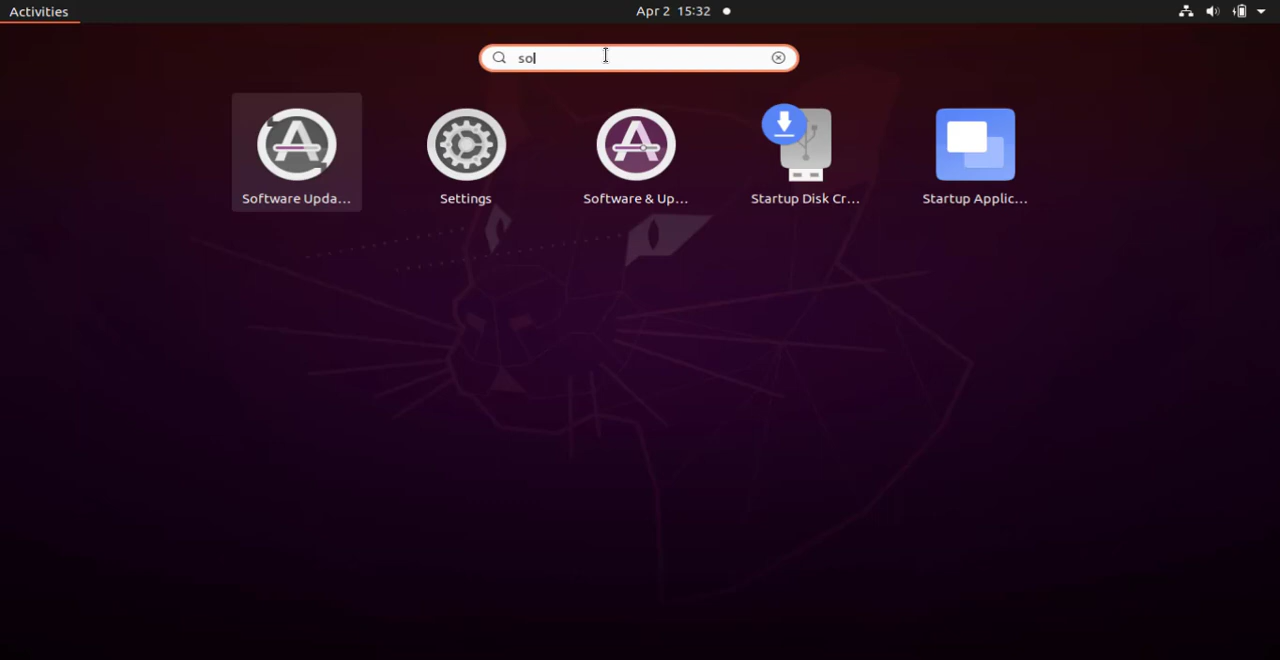 Activities
Apr 2 15:32
so
Software Upda...
Settings
Software & Up...
Startup Disk Cr...
Startup Applic...